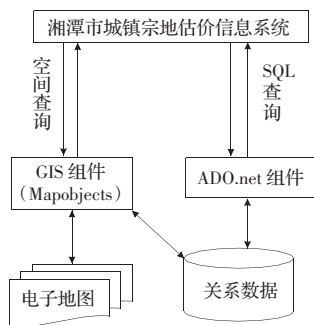 湘潭市城镇宗地估价信息系统
空间查询
SQL
查询
GIS 组件
（Mapobjects）
ADO.net 组件
电子地图
关系数据